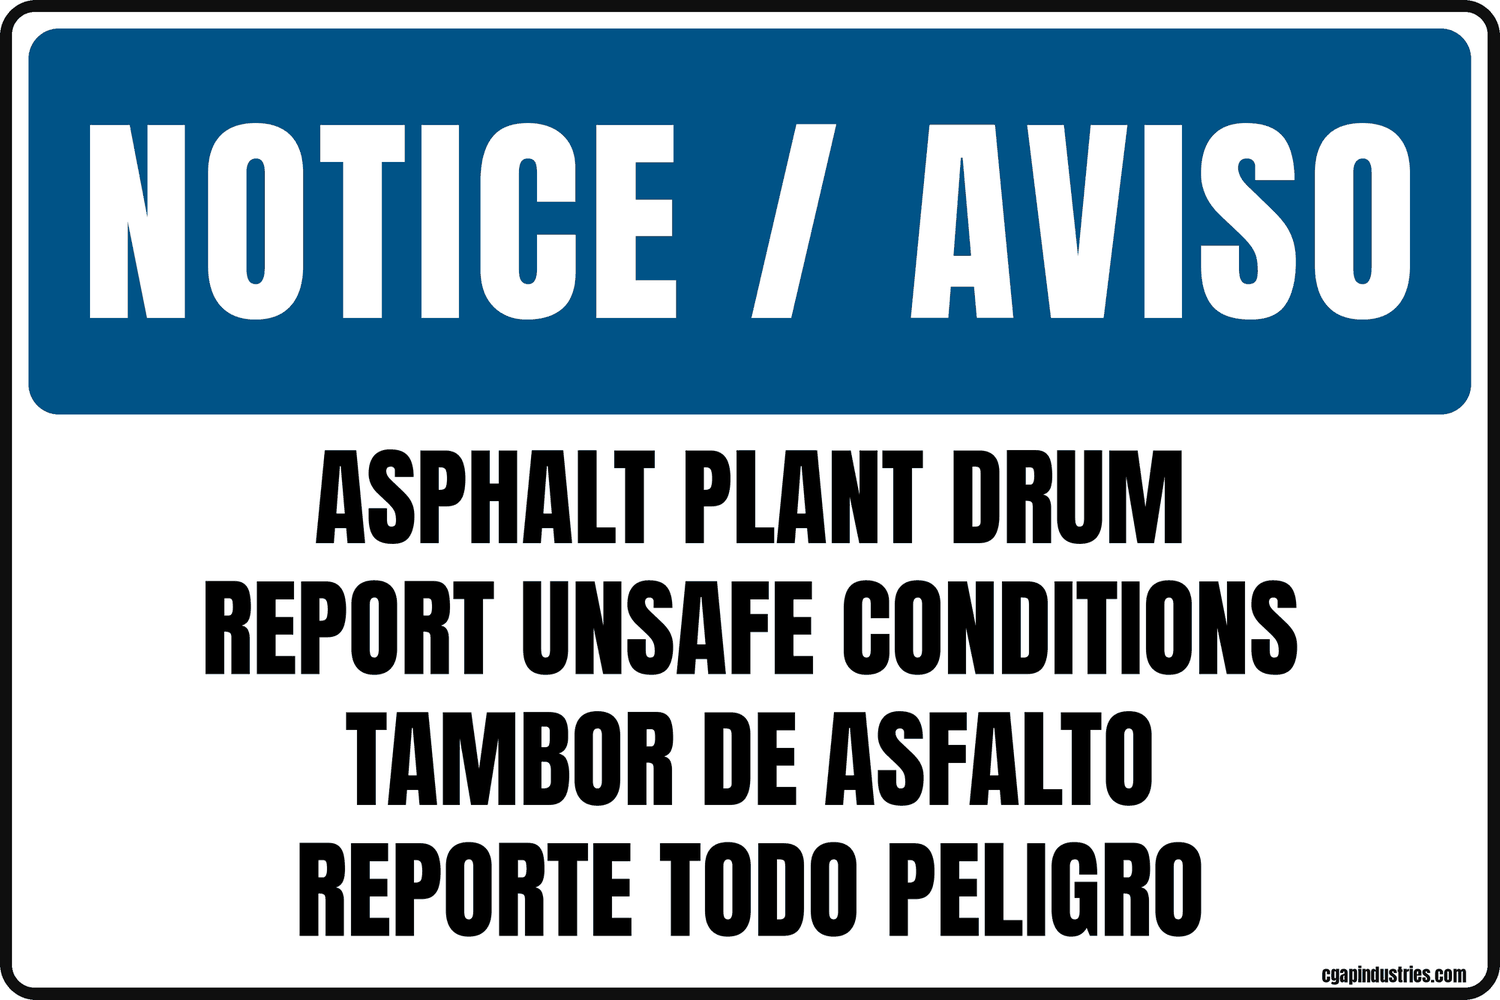 NOTICE / AVISO
ASPHALT PLANT DRUM
REPORT UNSAFE CONDITIONS
TAMBOR DE ASFALTO
REPORTE TODO PELIGRO
cgapindustries.com